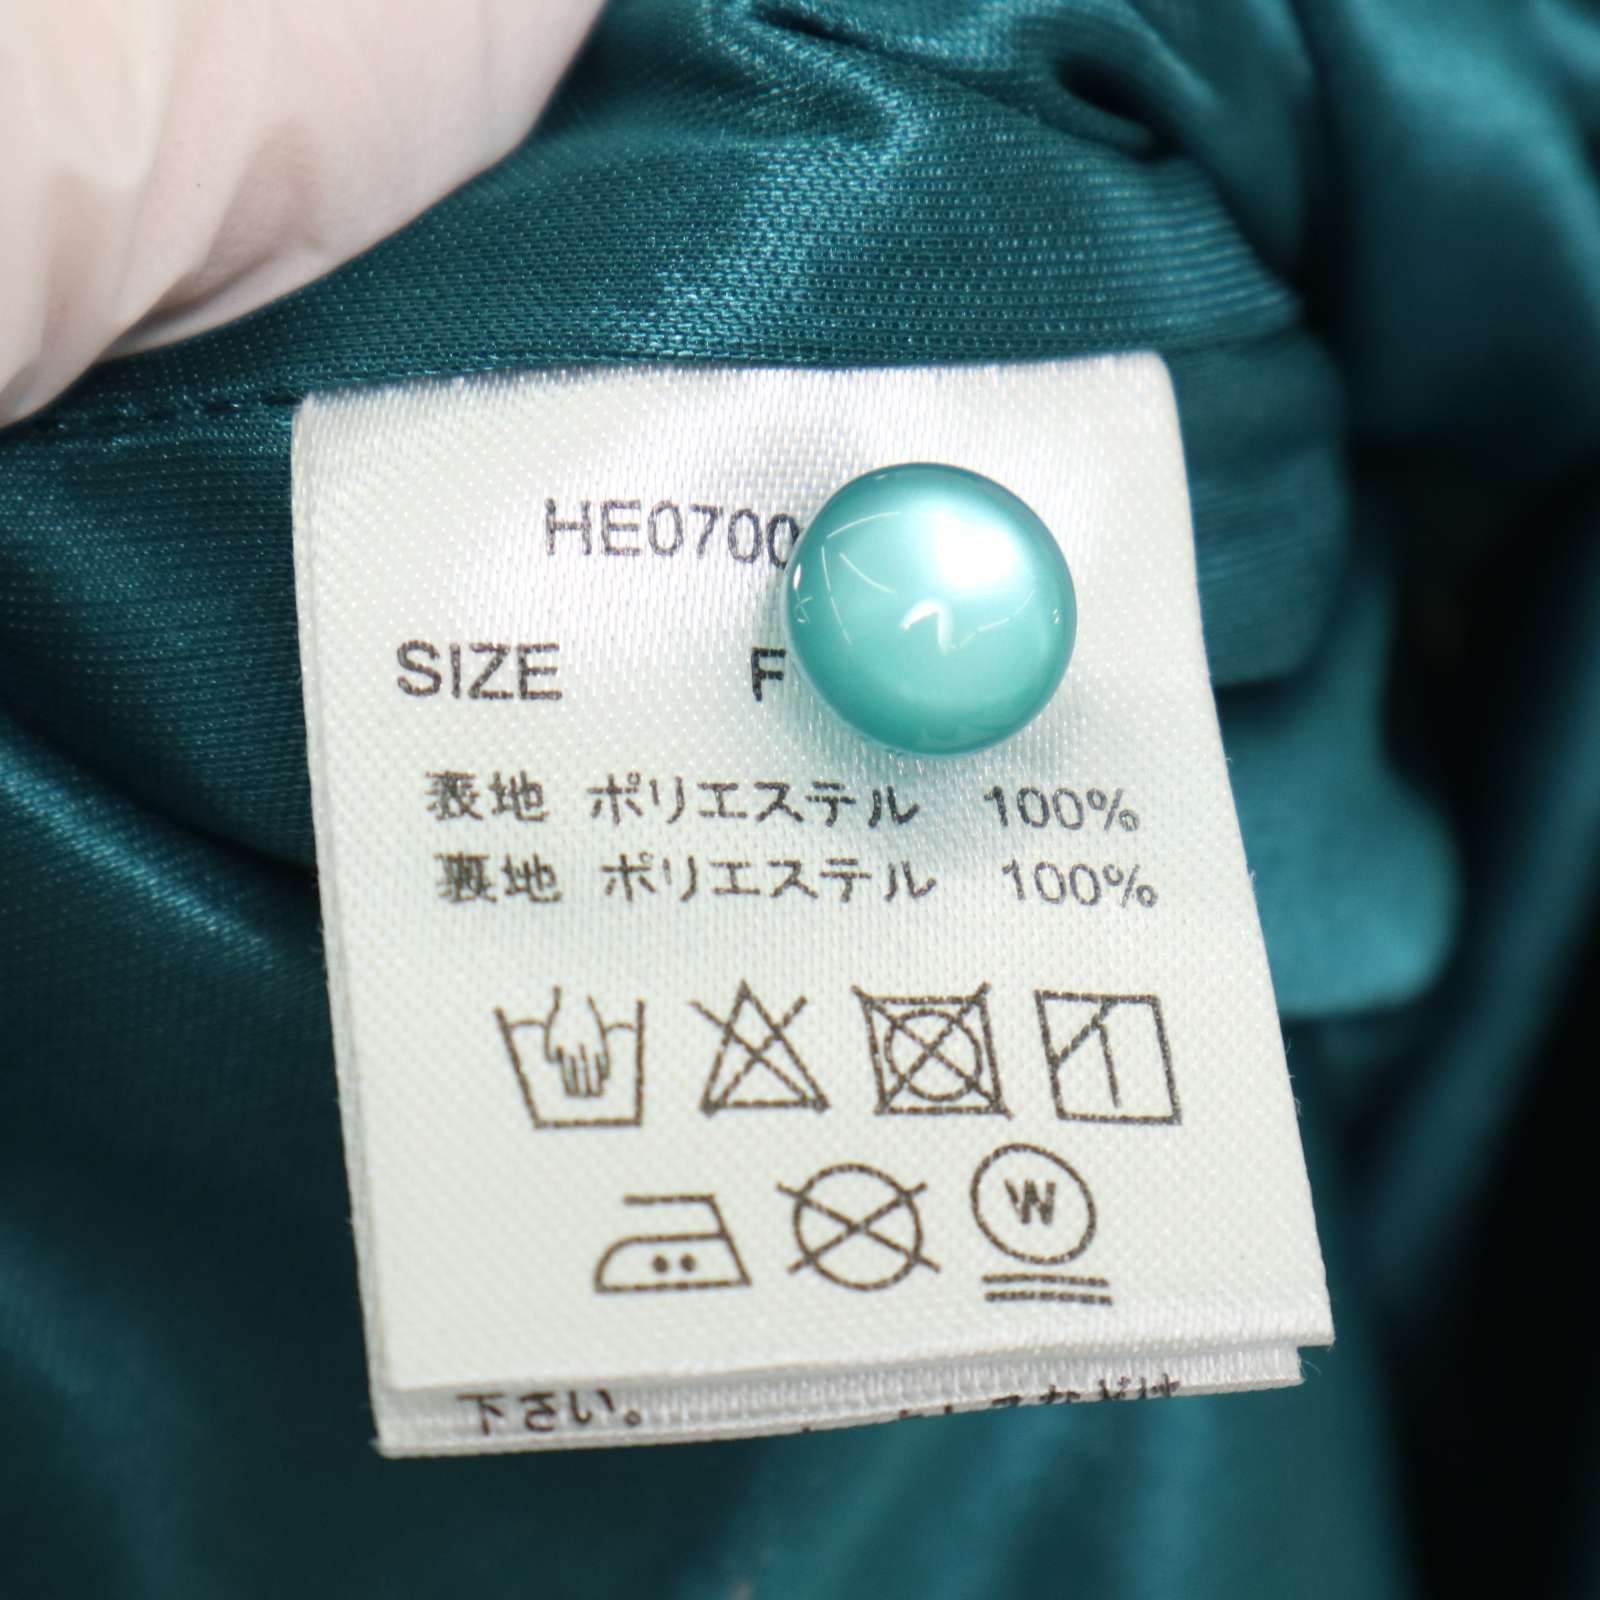 HE0700
SIZE F
表地 ポリエステル 100%
裏地 ポリエステル 100%
W
下さい。